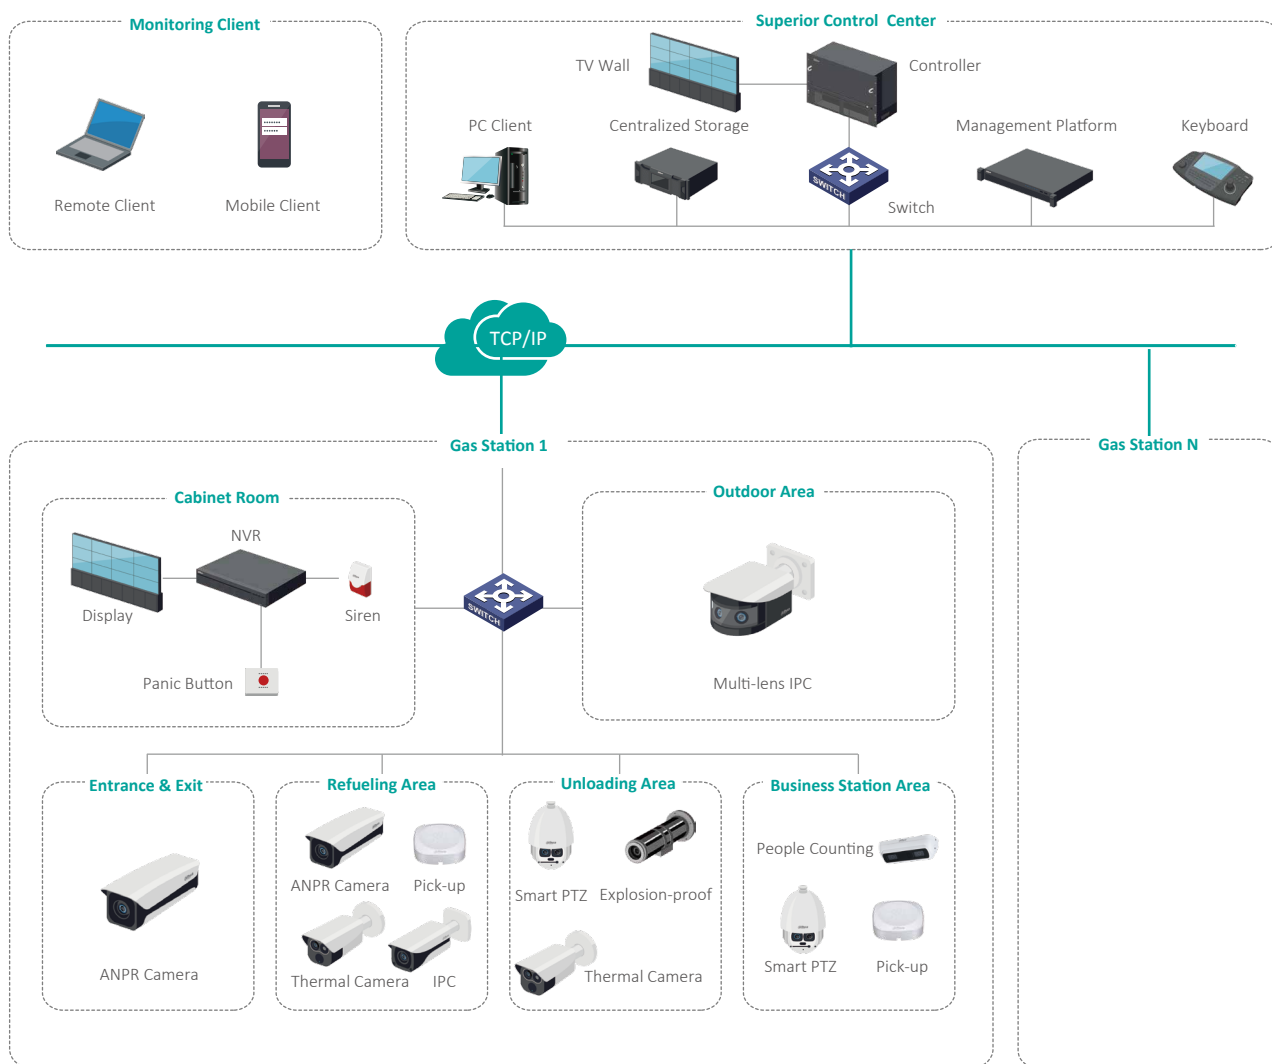 Monitoring Client
Remote Client
Mobile Client
Superior Control Center
TV Wall
Controller
PC Client
Centralized Storage
Management Platform
Keyboard
SWITCH
Switch
TCP/IP
Gas Station 1
Gas Station N
Cabinet Room
NVR
Display
Siren
Panic Button
SWITCH
Outdoor Area
Multi-lens IPC
Entrance & Exit
ANPR Camera
Refueling Area
ANPR Camera
Pick-up
Thermal Camera
IPC
Unloading Area
Smart PTZ
Explosion-proof
Thermal Camera
Business Station Area
People Counting
Smart PTZ
Pick-up